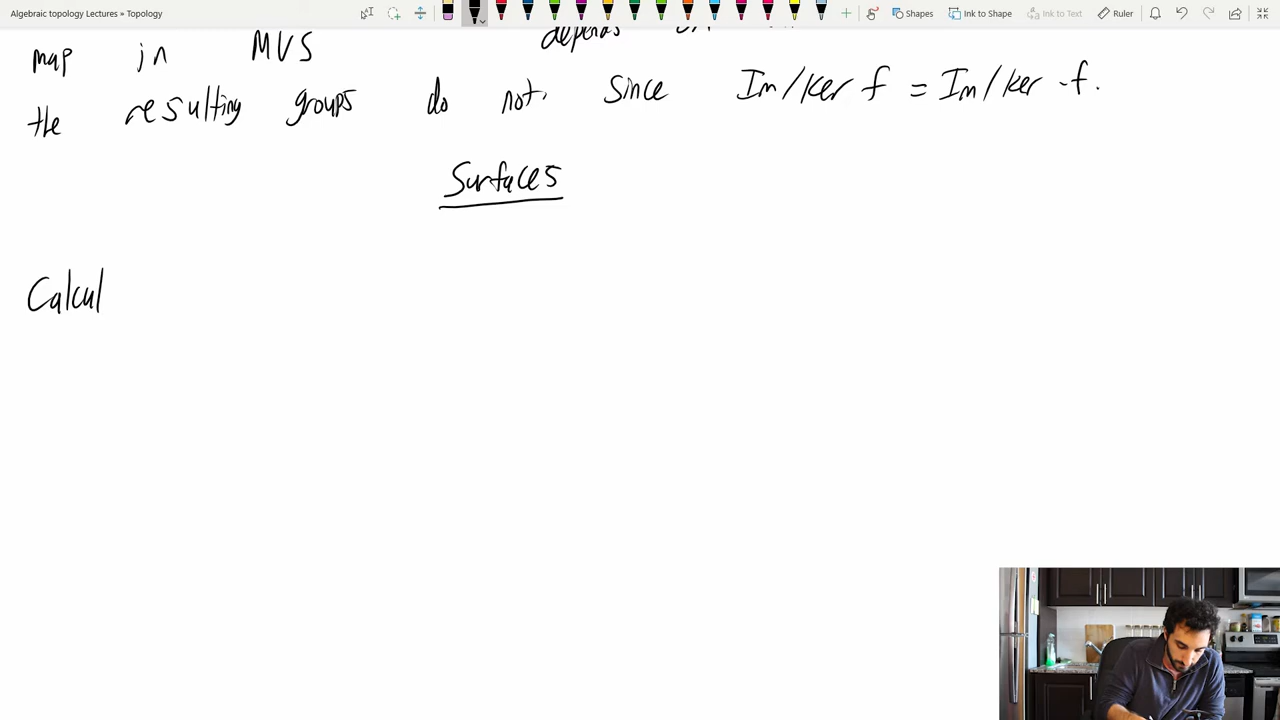 Algebraic topology Lectures » Topology
Shapes Ink to Shape Ink to Text Ruler
depends
map in MVS
the resulting groups do not, since Im/ker f = Im/ker -f.
Surfaces
Calcul